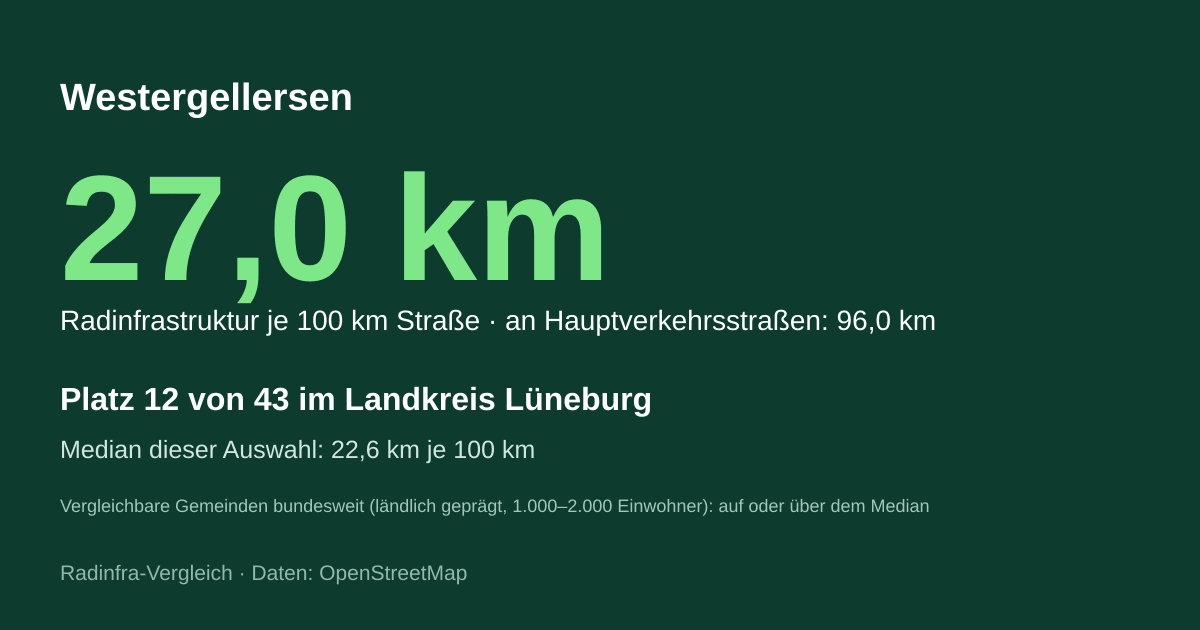 Westergellersen
27,0 km
Radinfrastruktur je 100 km Straße · an Hauptverkehrsstraßen: 96,0 km
Platz 12 von 43 im Landkreis Lüneburg
Median dieser Auswahl: 22,6 km je 100 km
Vergleichbare Gemeinden bundesweit (ländlich geprägt, 1.000–2.000 Einwohner): auf oder über dem Median
Radinfra-Vergleich · Daten: OpenStreetMap